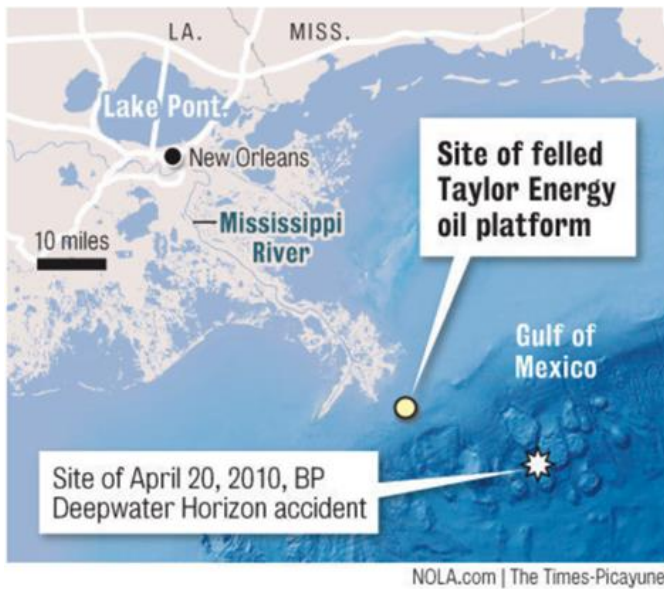 LA.
MISS.
Lake Pont.
New Orleans
Mississippi
River
10 miles
Site of felled
Taylor Energy
oil platform
Gulf of
Mexico
Site of April 20, 2010, BP
Deepwater Horizon accident
NOLA.com | The Times-Picayune